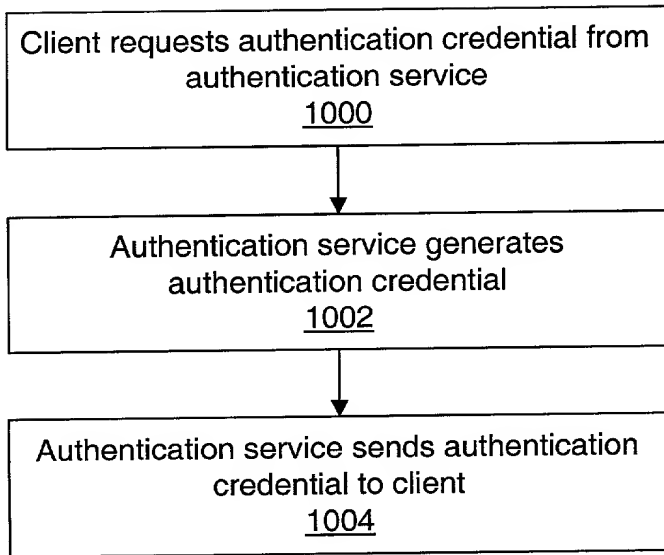 Client requests authentication credential from
authentication service
1000
Authentication service generates
authentication credential
1002
Authentication service sends authentication
credential to client
1004